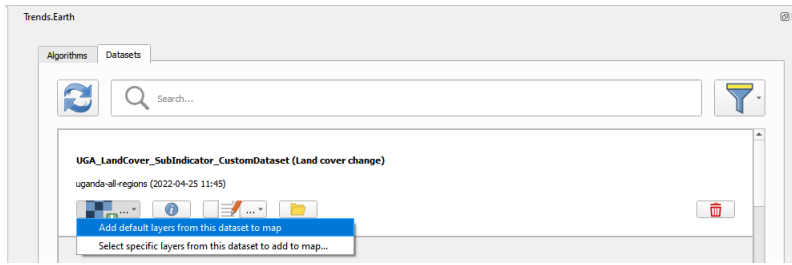 Trends.Earth
Algorithms
Datasets
Search...
UGA_LandCover_SubIndicator_CustomDataset (Land cover change)
uganda-all-regions (2022-04-25 11:45)
...
...
Add default layers from this dataset to map
Select specific layers from this dataset to add to map...